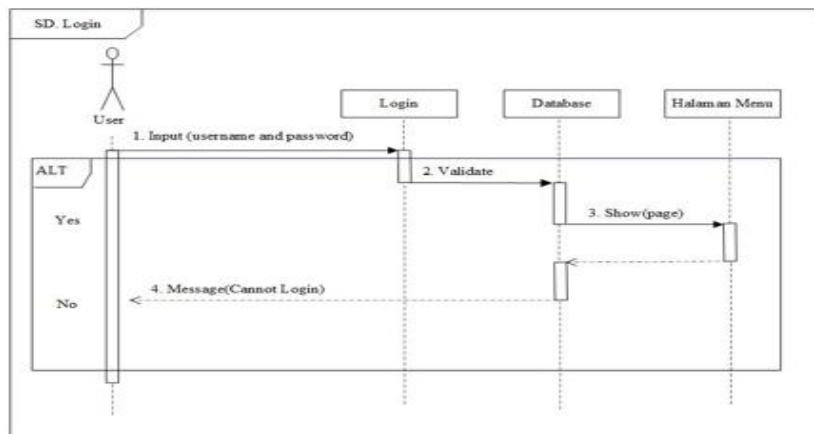 SD. Login
User
Login
Database
Halaman Menu
1. Input (username and password)
ALT
2. Validate
Yes
3. Show(page)
4. Message(Cannot Login)
No